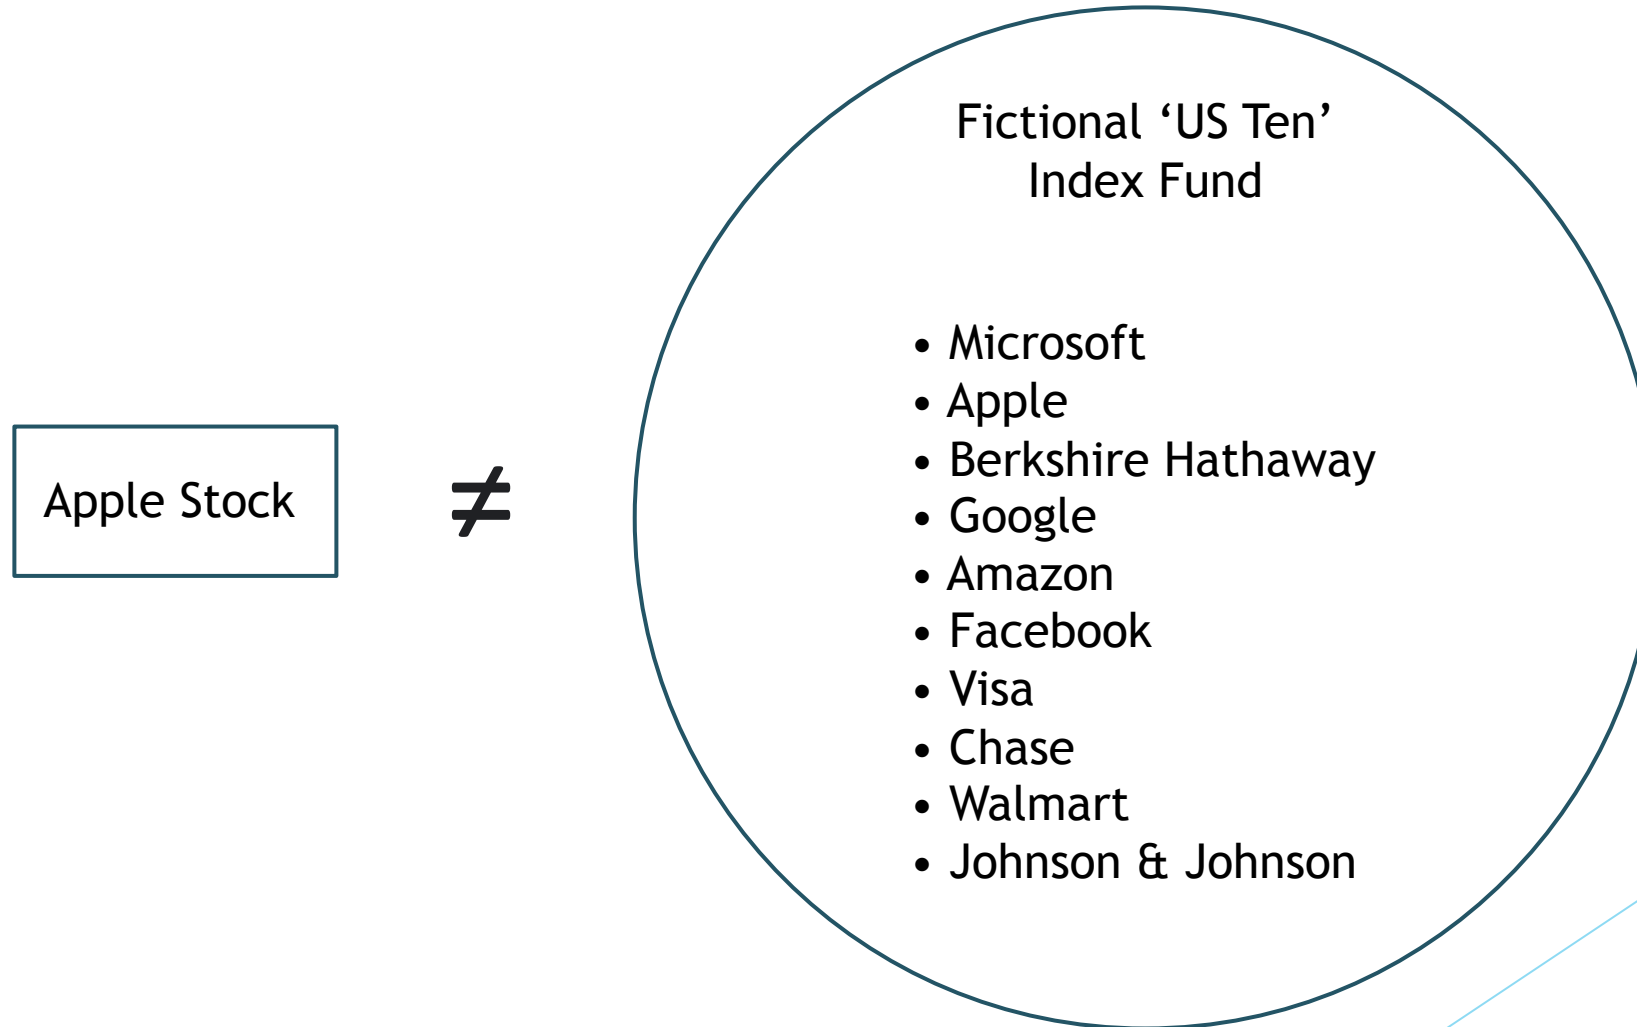 Fictional ‘US Ten’
Index Fund
• Microsoft
• Apple
• Berkshire Hathaway
• Google
• Amazon
• Facebook
• Visa
• Chase
• Walmart
• Johnson & Johnson
Apple Stock
≠